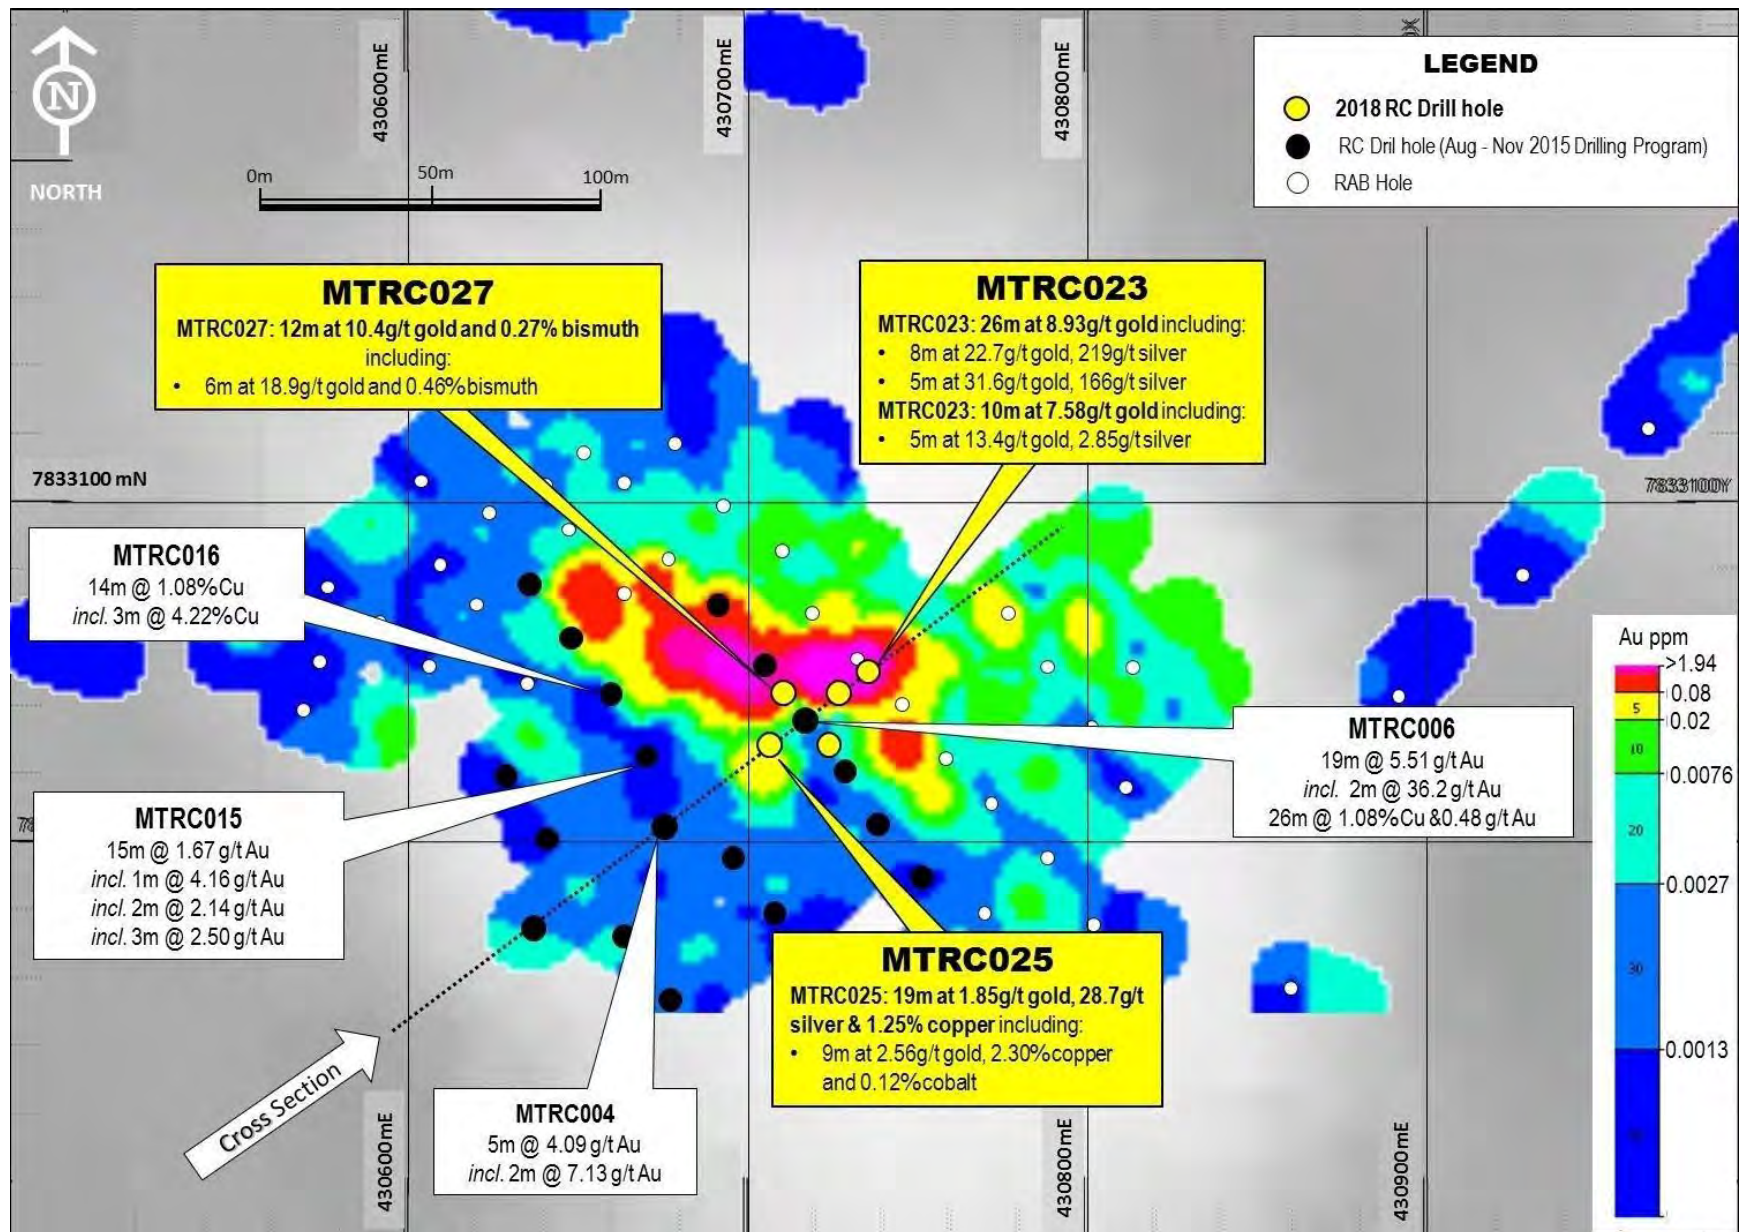 430600mE
430700mE
430800mE
N
NORTH
0m 50m 100m
LEGEND
2018 RC Drill hole
RC Dril hole (Aug - Nov 2015 Drilling Program)
RAB Hole
MTRC027
MTRC027: 12m at 10.4g/t gold and 0.27% bismuth
including:
• 6m at 18.9g/t gold and 0.46% bismuth
MTRC023
MTRC023: 26m at 8.93g/t gold including:
• 8m at 22.7g/t gold, 219g/t silver
• 5m at 31.6g/t gold, 166g/t silver
MTRC023: 10m at 7.58g/t gold including:
• 5m at 13.4g/t gold, 2.85g/t silver
7833100 mN
7833100Y
MTRC016
14m @ 1.08% Cu
incl. 3m @ 4.22% Cu
MTRC015
15m @ 1.67 g/t Au
incl. 1m @ 4.16 g/t Au
incl. 2m @ 2.14 g/t Au
incl. 3m @ 2.50 g/t Au
MTRC006
19m @ 5.51 g/t Au
incl. 2m @ 36.2 g/t Au
26m @ 1.08% Cu & 0.48 g/t Au
Au ppm
>1.94
0.08
5
0.02
10
0.0076
20
0.0027
30
0.0013
MTRC025
MTRC025: 19m at 1.85g/t gold, 28.7g/t
silver & 1.25% copper including:
• 9m at 2.56g/t gold, 2.30% copper
and 0.12% cobalt
Cross Section
MTRC004
5m @ 4.09 g/t Au
incl. 2m @ 7.13 g/t Au
430600mE
430800mE
430900mE